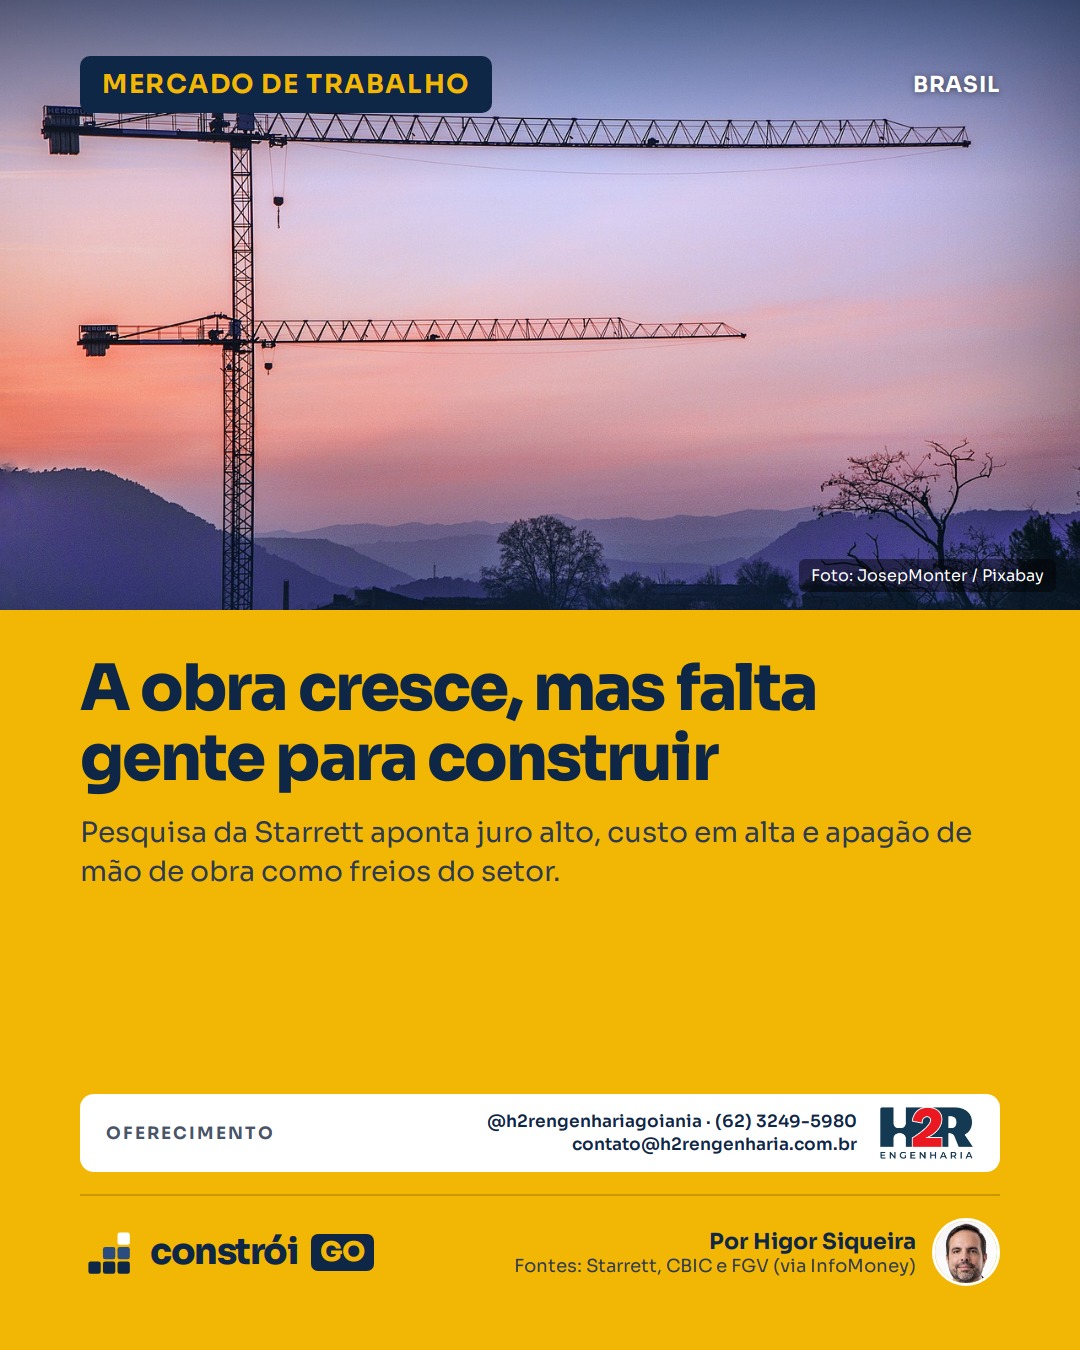 MERCADO DE TRABALHO
BRASIL
HERGRUP
HERGRUP
Foto: JosepMonter / Pixabay
A obra cresce, mas falta
gente para construir
Pesquisa da Starrett aponta juro alto, custo em alta e apagão de
mão de obra como freios do setor.
OFERECIMENTO
@h2rengenhariagoiania · (62) 3249-5980
contato@h2rengenharia.com.br
H2R
ENGENHARIA
constrói GO
Por Higor Siqueira
Fontes: Starrett, CBIC e FGV (via InfoMoney)